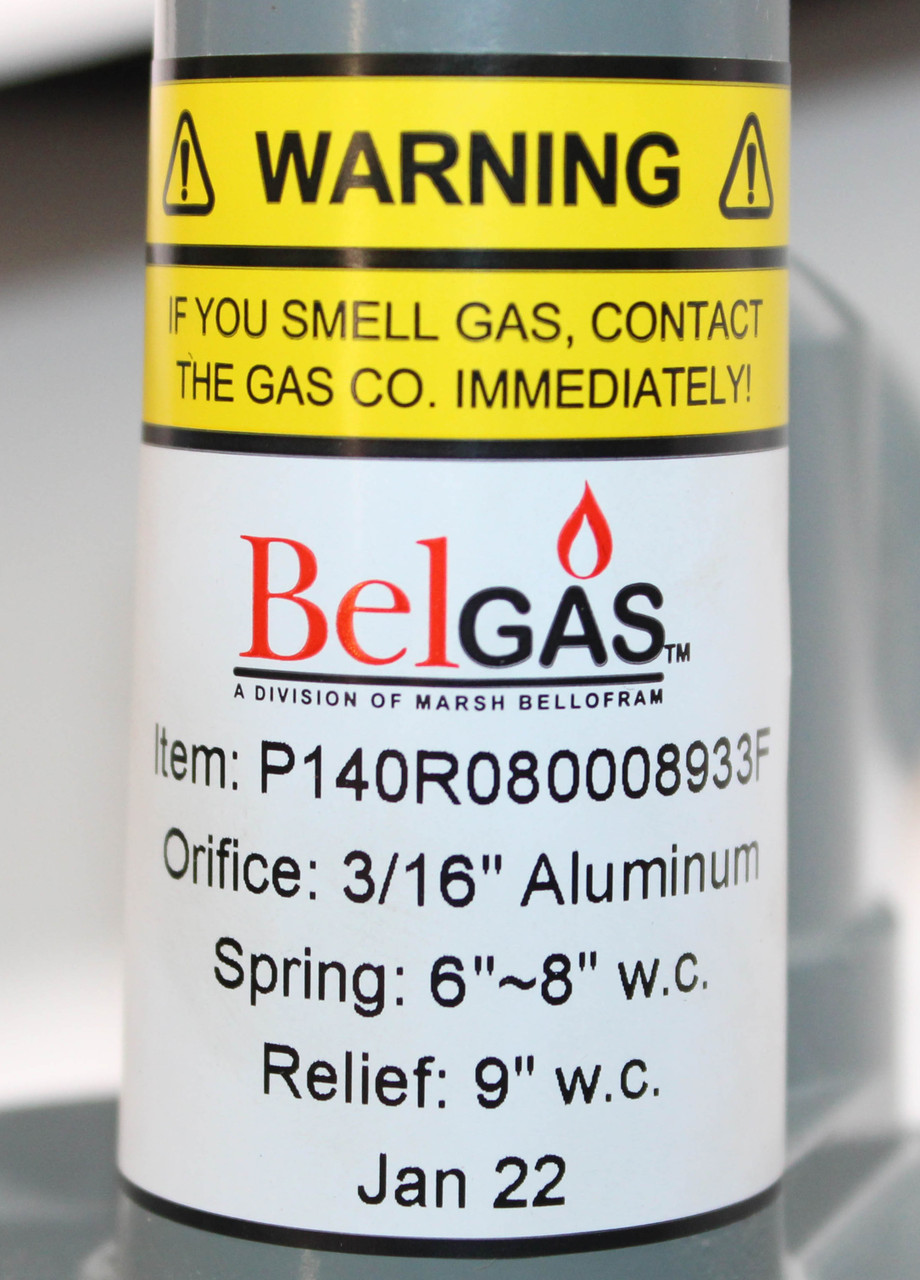 WARNING
IF YOU SMELL GAS, CONTACT
THE GAS CO. IMMEDIATELY!
BelGAS™
A DIVISION OF MARSH BELLOFRAM
Item: P140R080008933F
Orifice: 3/16" Aluminum
Spring: 6"~8" w.c.
Relief: 9" w.c.
Jan 22